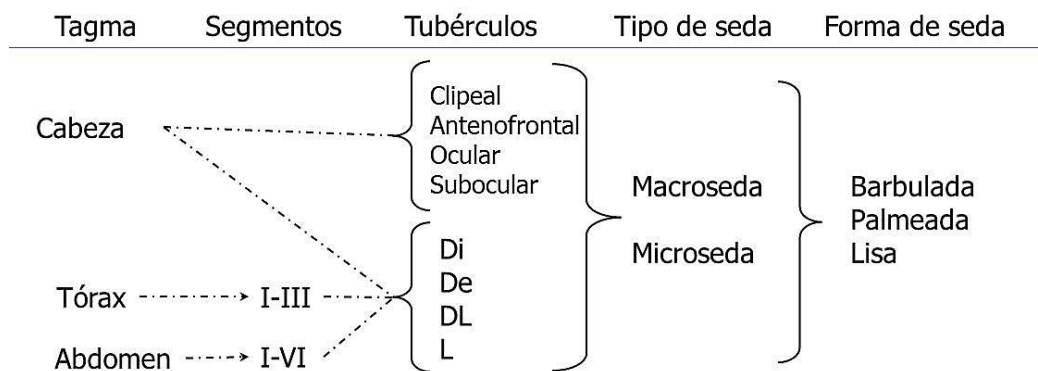 Tagma Segmentos Tubérculos Tipo de seda Forma de seda
Cabeza
Clipeal
Antenofrontal
Ocular
Subocular
Di
De
DL
L
Tórax I-III
Abdomen I-VI
Macroseda
Microseda
Barbulada
Palmeada
Lisa